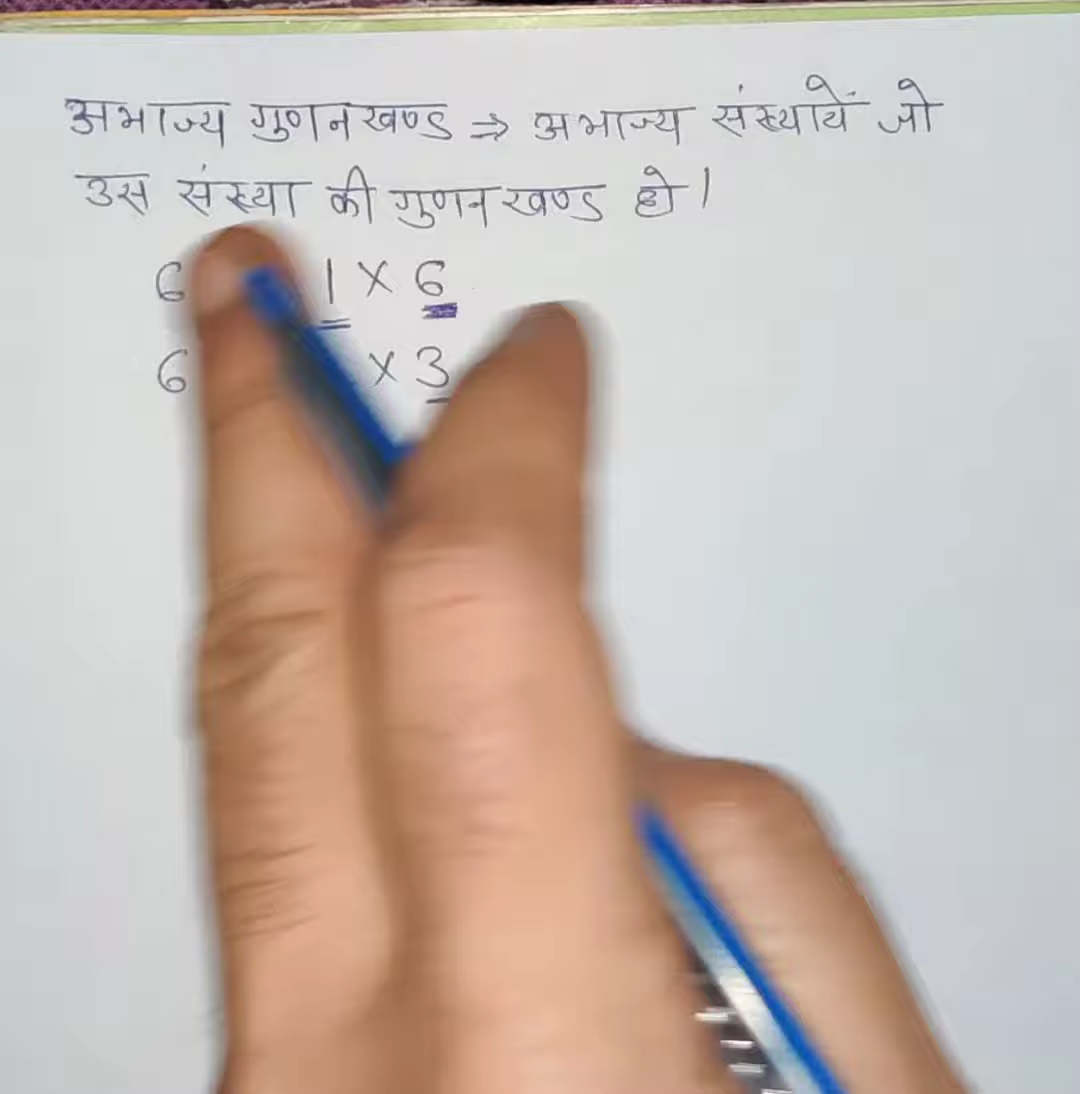 अभाज्य गुणनखण्ड ⇒ अभाज्य संख्यायें जो
उस संख्या की गुणनखण्ड हो।
6 1 × 6
6 × 3